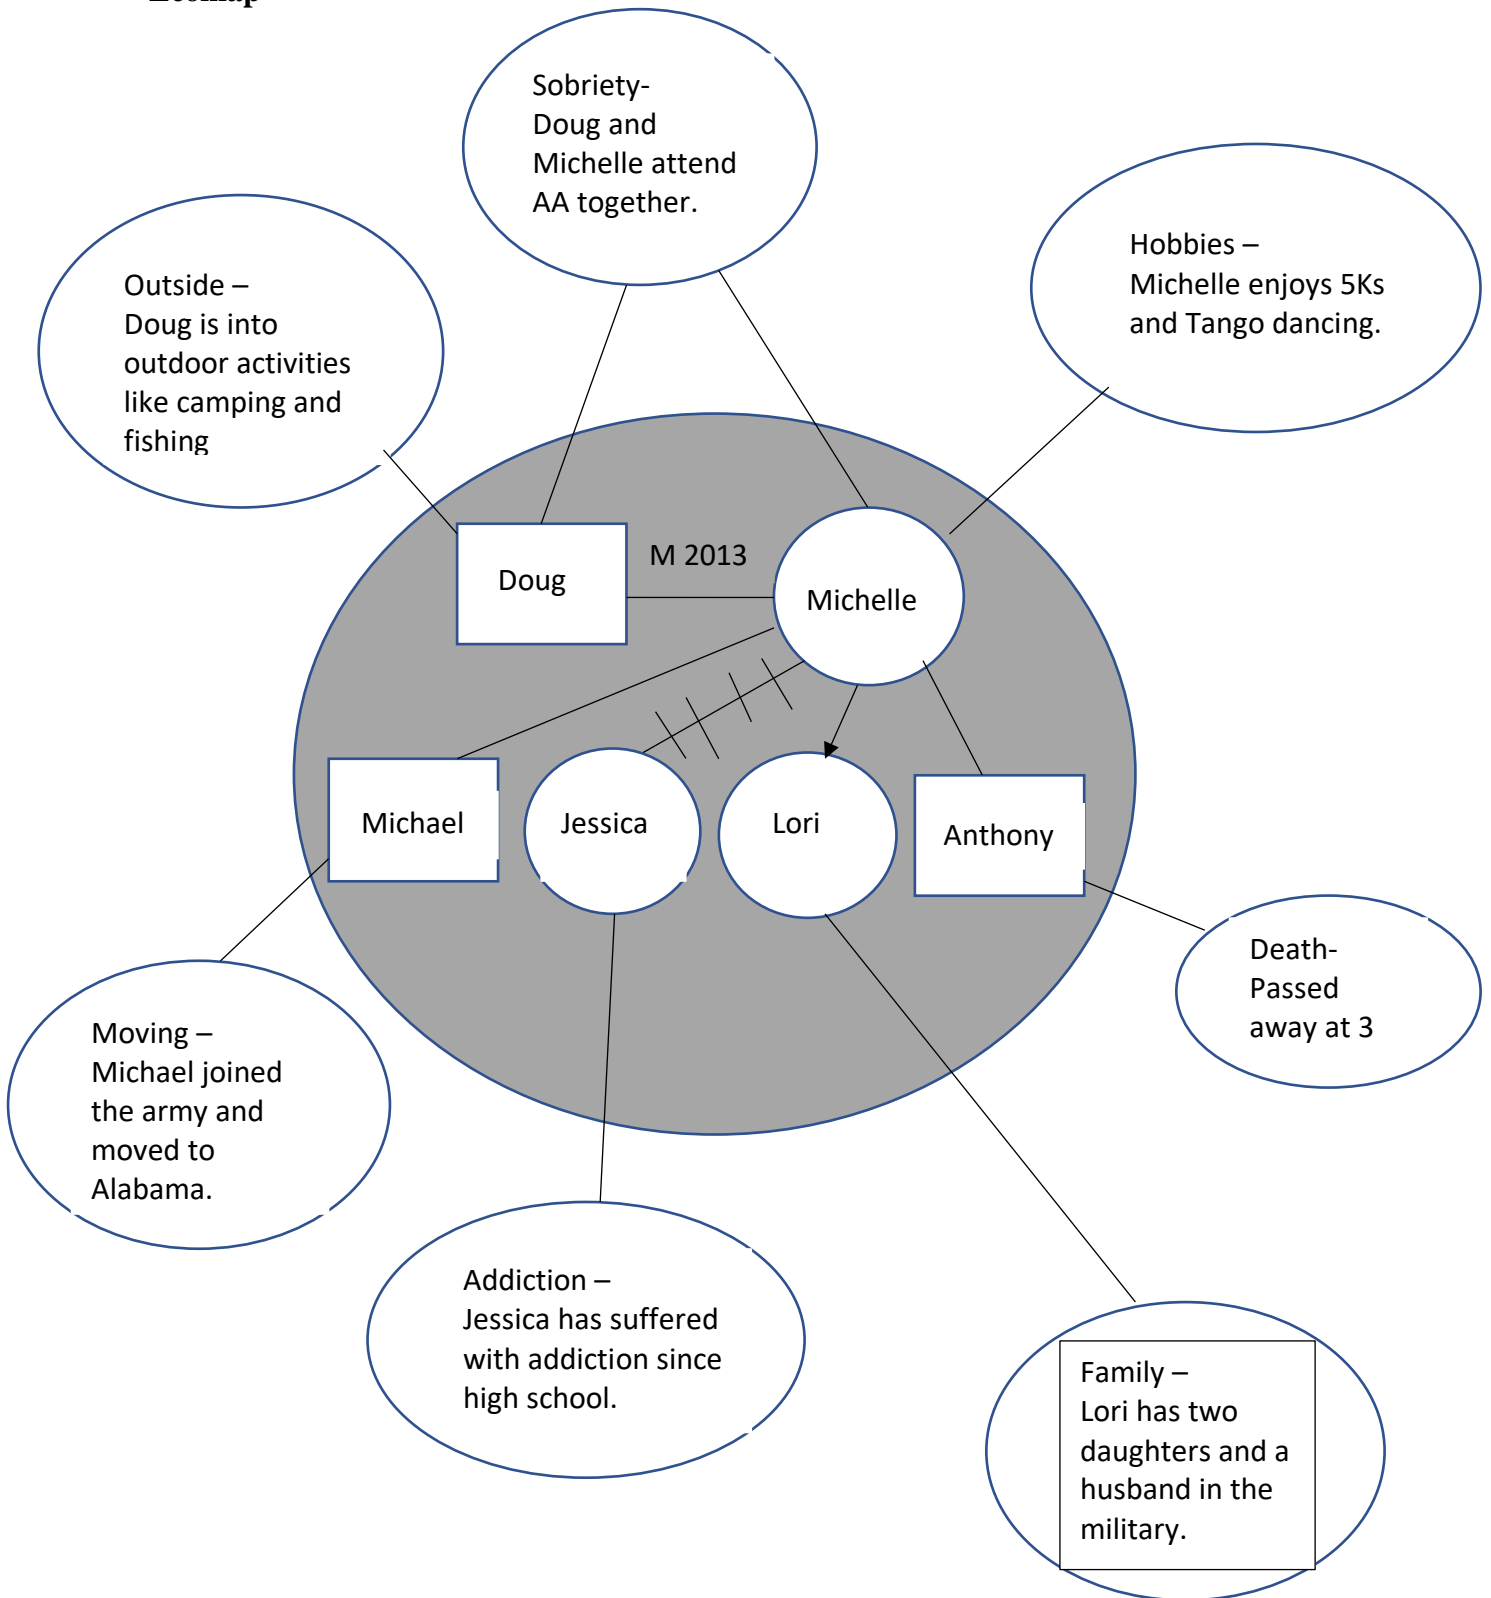 Ecomap
Sobriety-
Doug and
Michelle attend
AA together.
Outside –
Doug is into
outdoor activities
like camping and
fishing
Hobbies –
Michelle enjoys 5Ks
and Tango dancing.
Doug
M 2013
Michelle
Michael
Jessica
Lori
Anthony
Death-
Passed
away at 3
Moving –
Michael joined
the army and
moved to
Alabama.
Addiction –
Jessica has suffered
with addiction since
high school.
Family –
Lori has two
daughters and a
husband in the
military.